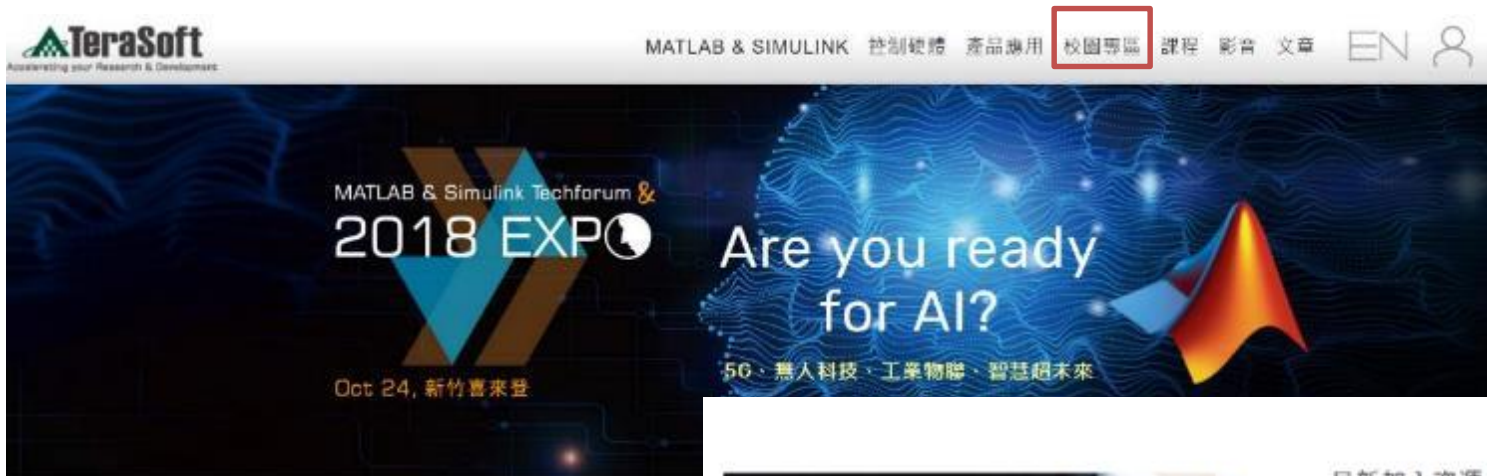 TeraSoft
Accelerating your Research & Development
MATLAB & SIMULINK 控制硬體 產品應用 校園專區 課程 影音 文章 EN
MATLAB & Simulink Techforum &
2018 EXPO
Oct 24, 新竹喜來登
Are you ready
for AI?
5G、無人科技、工業物聯、智慧超未來